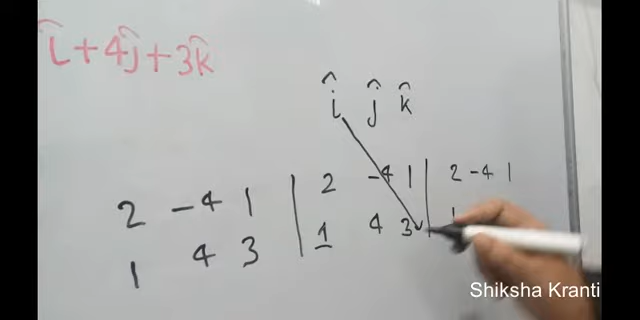 î + 4ĵ + 3k̂
î ĵ k̂
2 -4 1 | 2 -4 1 | 2 -4 1
1 4 3 | 1 4 3 | 1
Shiksha Kranti